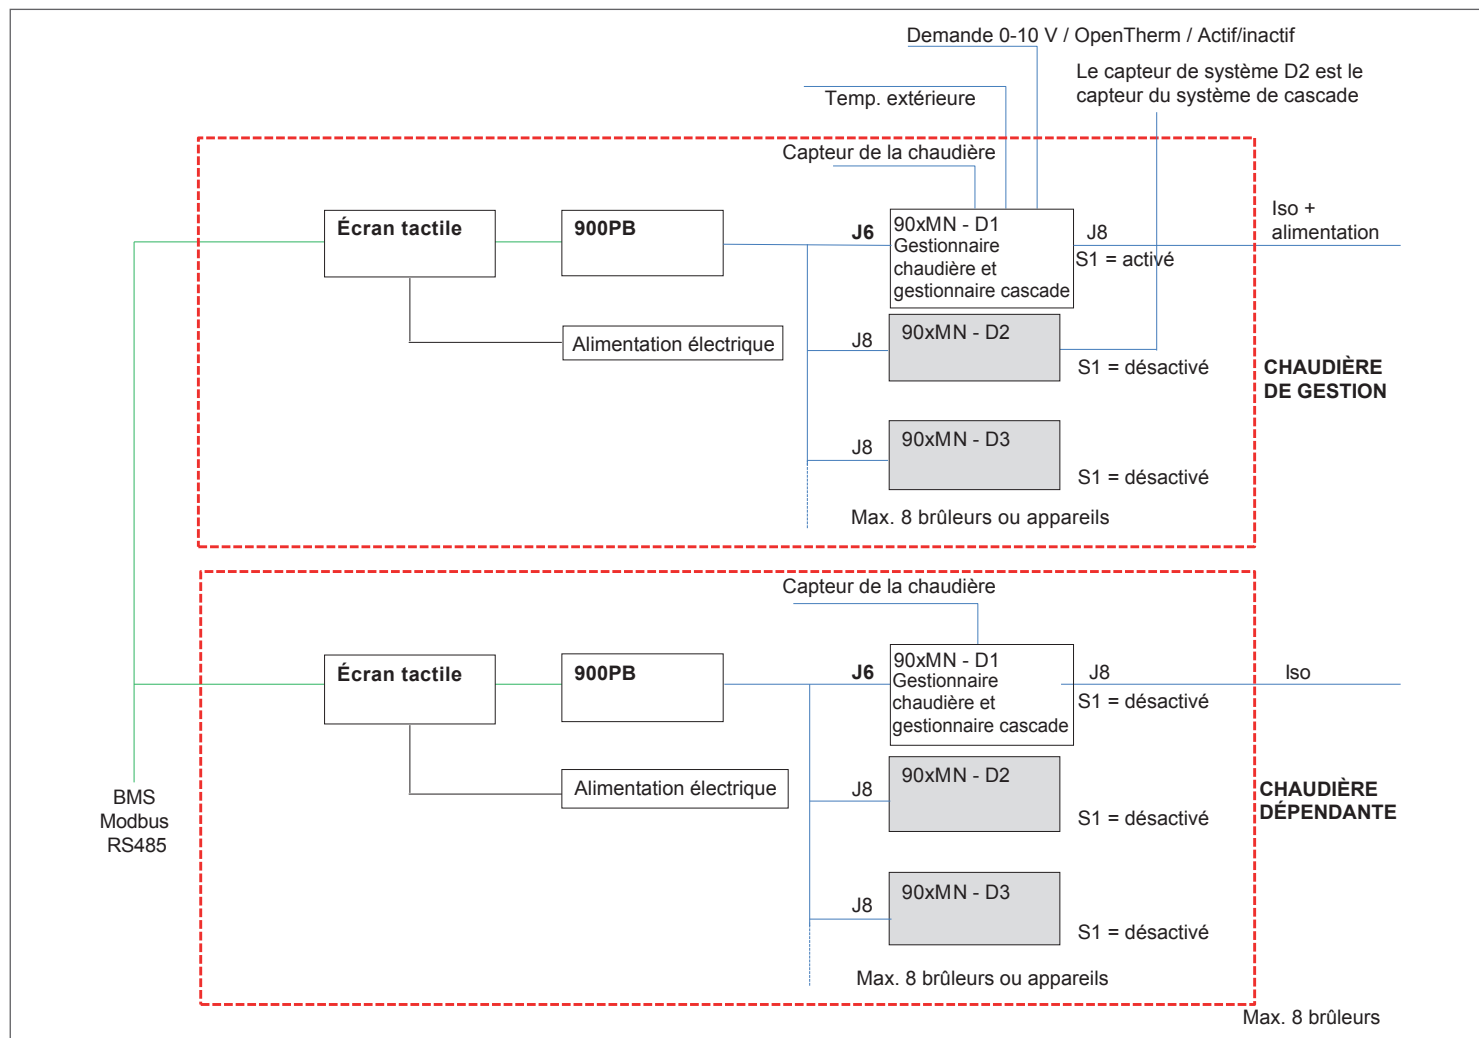 Demande 0-10 V / OpenTherm / Actif/inactif
Le capteur de système D2 est le
capteur du système de cascade
Temp. extérieure
Capteur de la chaudière
Écran tactile
900PB
J6
90xMN - D1
Gestionnaire
chaudière et
gestionnaire cascade
J8
S1 = activé
Iso +
alimentation
Alimentation électrique
J8
90xMN - D2
S1 = désactivé
CHAUDIÈRE
DE GESTION
J8
90xMN - D3
S1 = désactivé
Max. 8 brûleurs ou appareils
Capteur de la chaudière
Écran tactile
900PB
J6
90xMN - D1
Gestionnaire
chaudière et
gestionnaire cascade
J8
S1 = désactivé
Iso
Alimentation électrique
J8
90xMN - D2
S1 = désactivé
CHAUDIÈRE
DÉPENDANTE
BMS
Modbus
RS485
J8
90xMN - D3
S1 = désactivé
Max. 8 brûleurs ou appareils
Max. 8 brûleurs